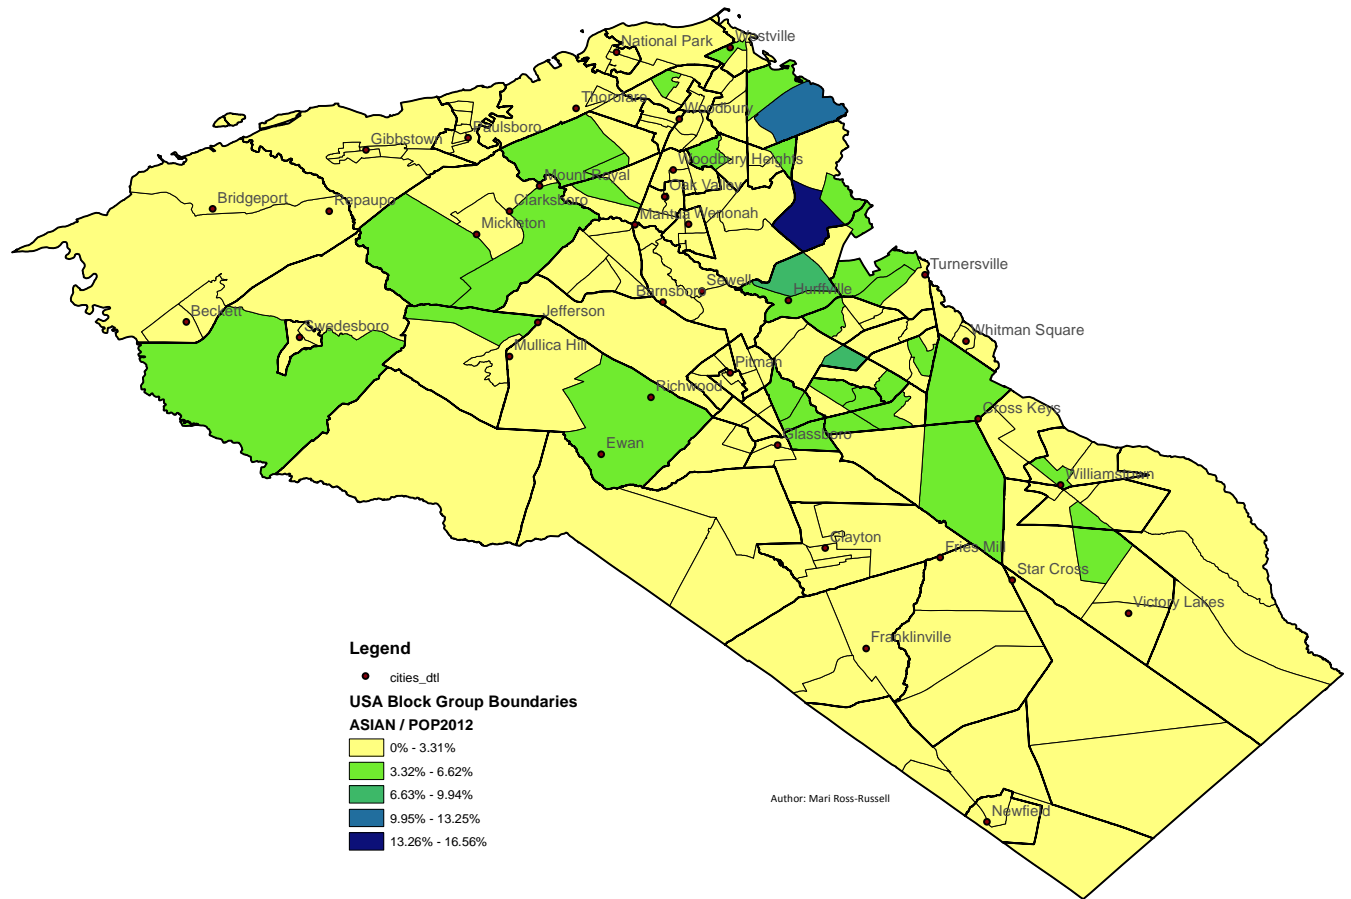 National Park
Westville
Thorofare
Woodbury
Paulsboro
Gibbstown
Woodbury Heights
Mount Royal
Oak Valley
Bridgeport
Repaupo
Clarksboro
Mantua
Wenonah
Mickleton
Turnersville
Sewell
Hurffville
Barnsboro
Beckett
Jefferson
Swedesboro
Whitman Square
Mullica Hill
Pitman
Richwood
Cross Keys
Glassboro
Ewan
Williamstown
Clayton
Fries Mill
Star Cross
Victory Lakes
Franklinville
Legend
cities_dtl
USA Block Group Boundaries
ASIAN / POP2012
0% - 3.31%
3.32% - 6.62%
6.63% - 9.94%
9.95% - 13.25%
13.26% - 16.56%
Author: Mari Ross-Russell
Newfield